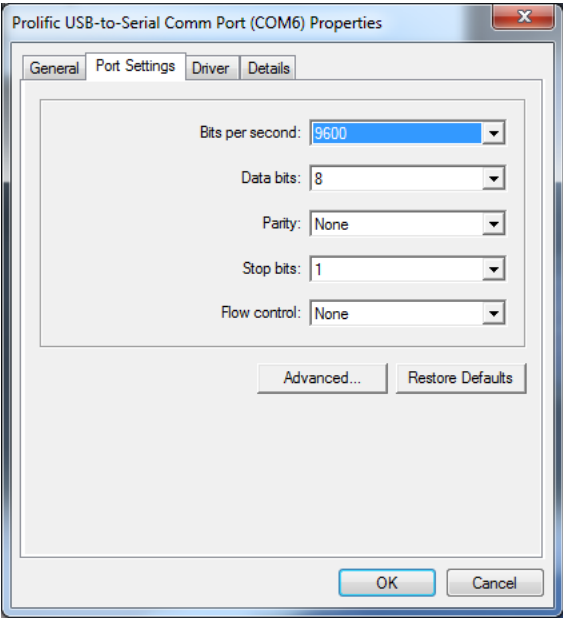 Prolific USB-to-Serial Comm Port (COM6) Properties
General Port Settings Driver Details
Bits per second: 9600
Data bits: 8
Parity: None
Stop bits: 1
Flow control: None
Advanced... Restore Defaults
OK Cancel